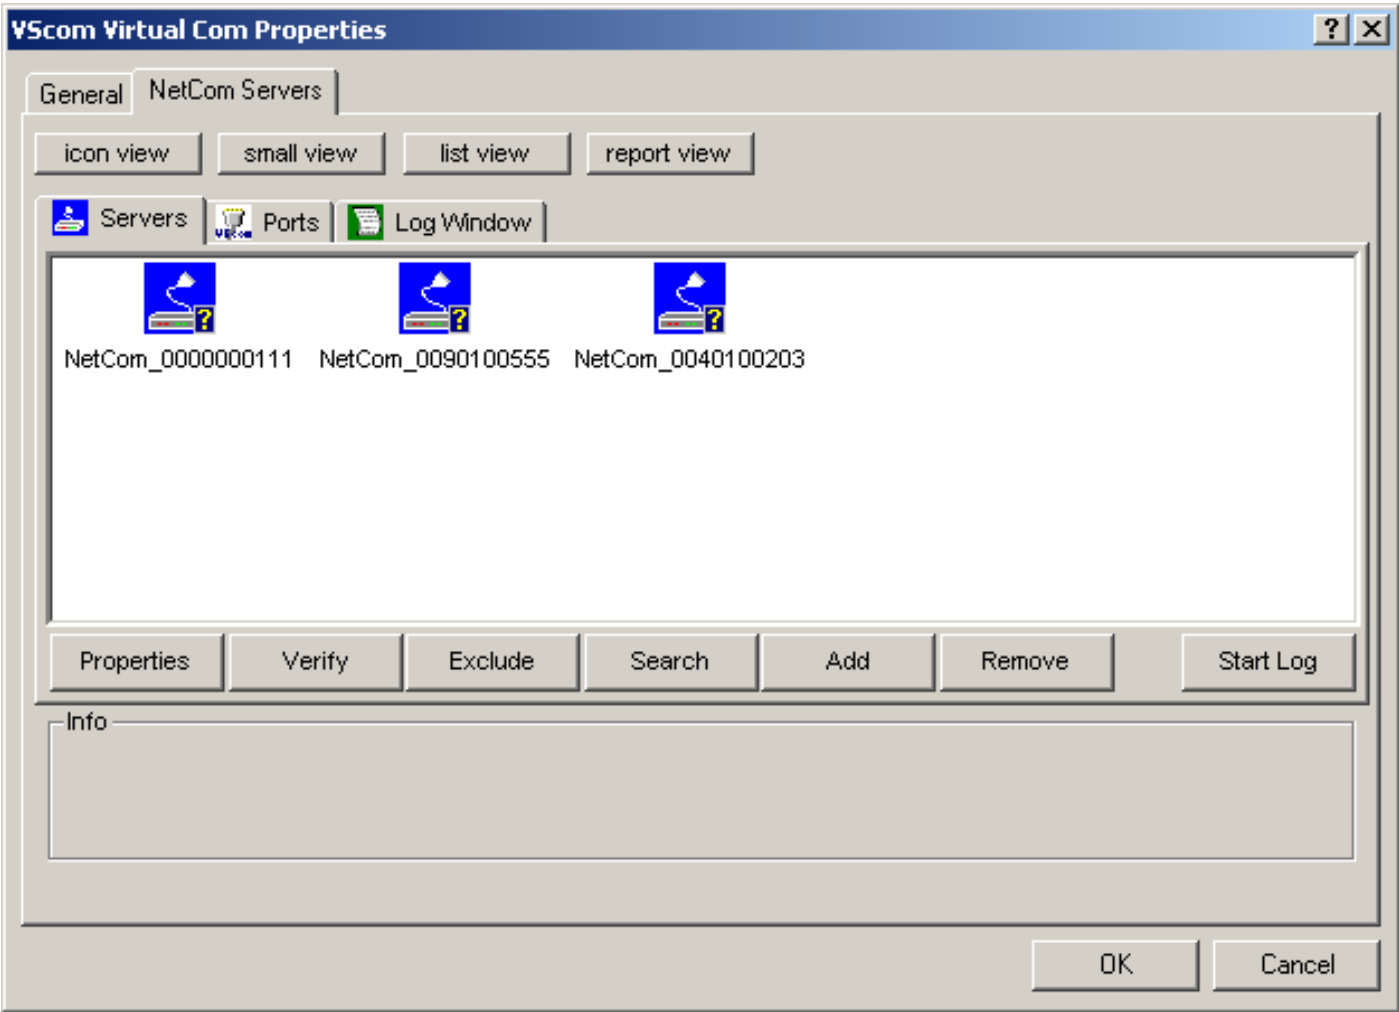 VScom Virtual Com Properties
General NetCom Servers
icon view small view list view report view
Servers Ports Log Window
NetCom_0000000111 NetCom_0090100555 NetCom_0040100203
Properties Verify Exclude Search Add Remove Start Log
Info
OK Cancel